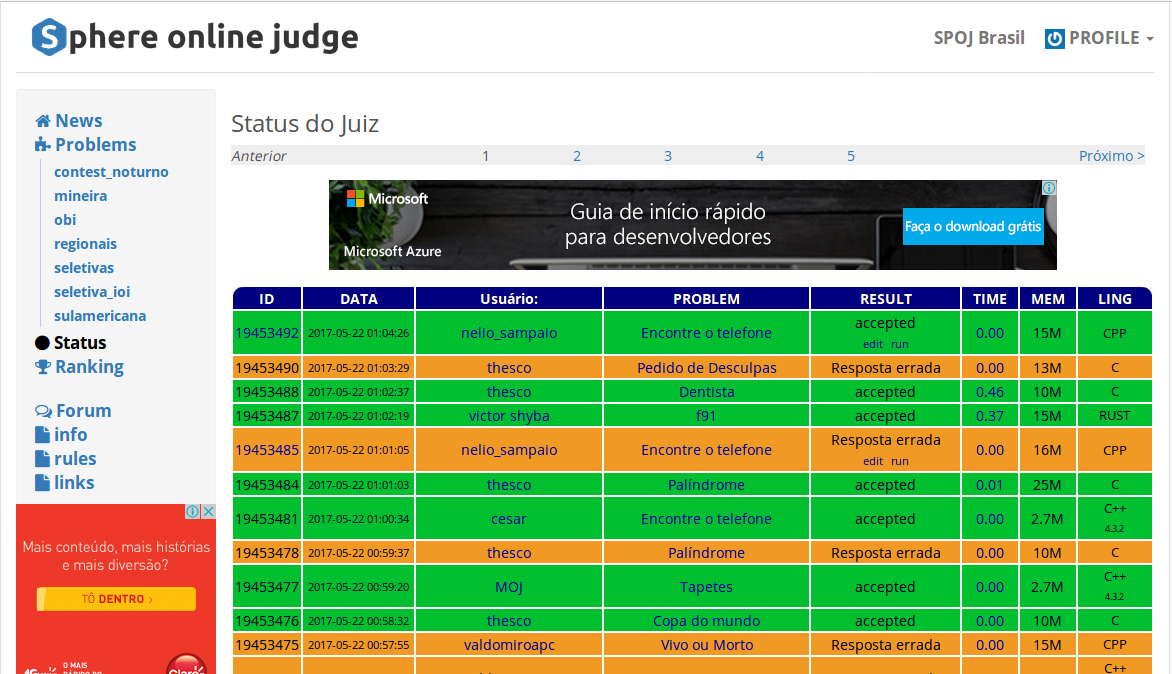 Sphere online judge
SPOJ Brasil PROFILE
News
Problems
contest_noturno
mineira
obi
regionais
seletivas
seletiva_ioi
sulamericana
Status
Ranking
Forum
info
rules
links
Mais conteúdo, mais histórias
e mais diversão?
TÔ DENTRO >
O MAIS
Claro
Status do Juiz
Anterior 1 2 3 4 5 Próximo >
Microsoft
Guia de início rápido
para desenvolvedores
Faça o download grátis
Microsoft Azure
ID DATA Usuário: PROBLEM RESULT TIME MEM LING
19453492 2017-05-22 01:04:26 nelio_sampaio Encontre o telefone accepted 0.00 15M CPP
edit run
19453490 2017-05-22 01:03:29 thesco Pedido de Desculpas Resposta errada 0.00 13M C
19453488 2017-05-22 01:02:37 thesco Dentista accepted 0.46 10M C
19453487 2017-05-22 01:02:19 victor shyba f91 accepted 0.37 15M RUST
19453485 2017-05-22 01:01:05 nelio_sampaio Encontre o telefone Resposta errada 0.00 16M CPP
edit run
19453484 2017-05-22 01:01:03 thesco Palíndrome accepted 0.01 25M C
19453481 2017-05-22 01:00:34 cesar Encontre o telefone accepted 0.00 2.7M C++
4.3.2
19453478 2017-05-22 00:59:37 thesco Palíndrome Resposta errada 0.00 10M C
19453477 2017-05-22 00:59:20 MOJ Tapetes accepted 0.00 2.7M C++
4.3.2
19453476 2017-05-22 00:58:32 thesco Copa do mundo accepted 0.00 10M C
19453475 2017-05-22 00:57:55 valdomiroapc Vivo ou Morto Resposta errada 0.00 15M CPP
C++